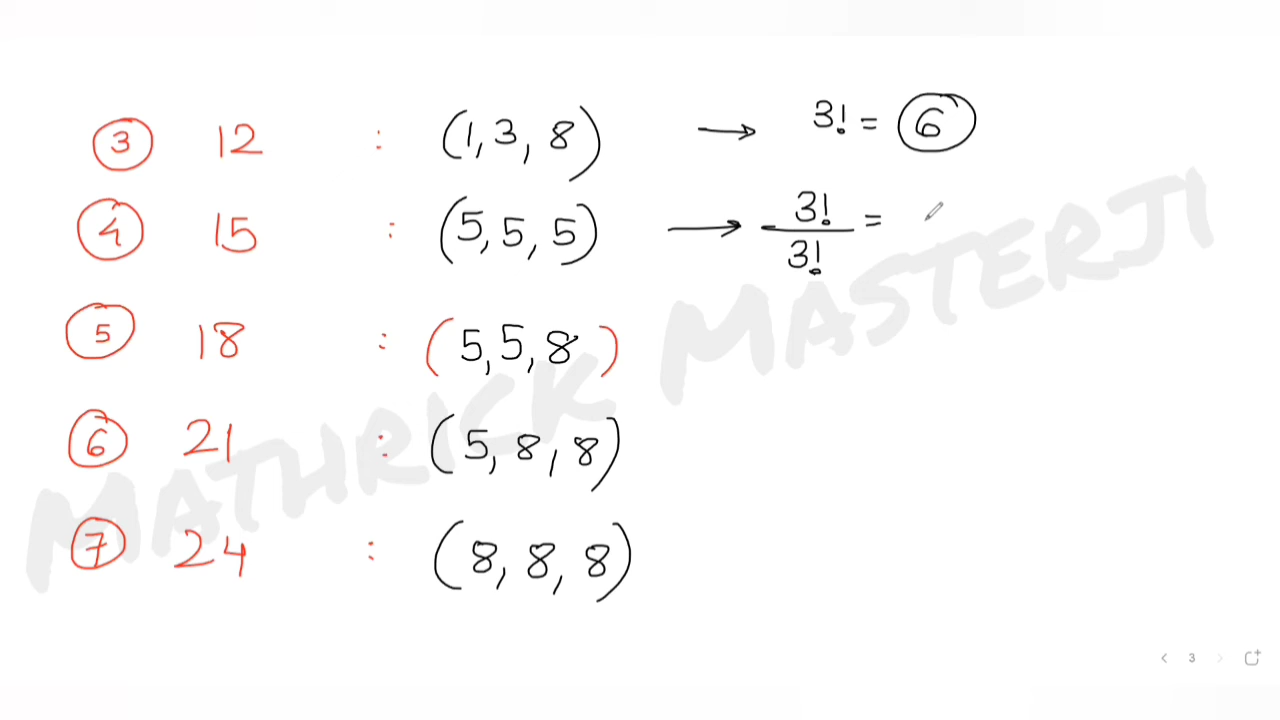 ③ 12 : (1, 3, 8) → 3! = 6
④ 15 : (5, 5, 5) → 3!/3! =
⑤ 18 : (5, 5, 8)
⑥ 21 : (5, 8, 8)
⑦ 24 : (8, 8, 8)
MATHRICK MASTERJI
< 3 >